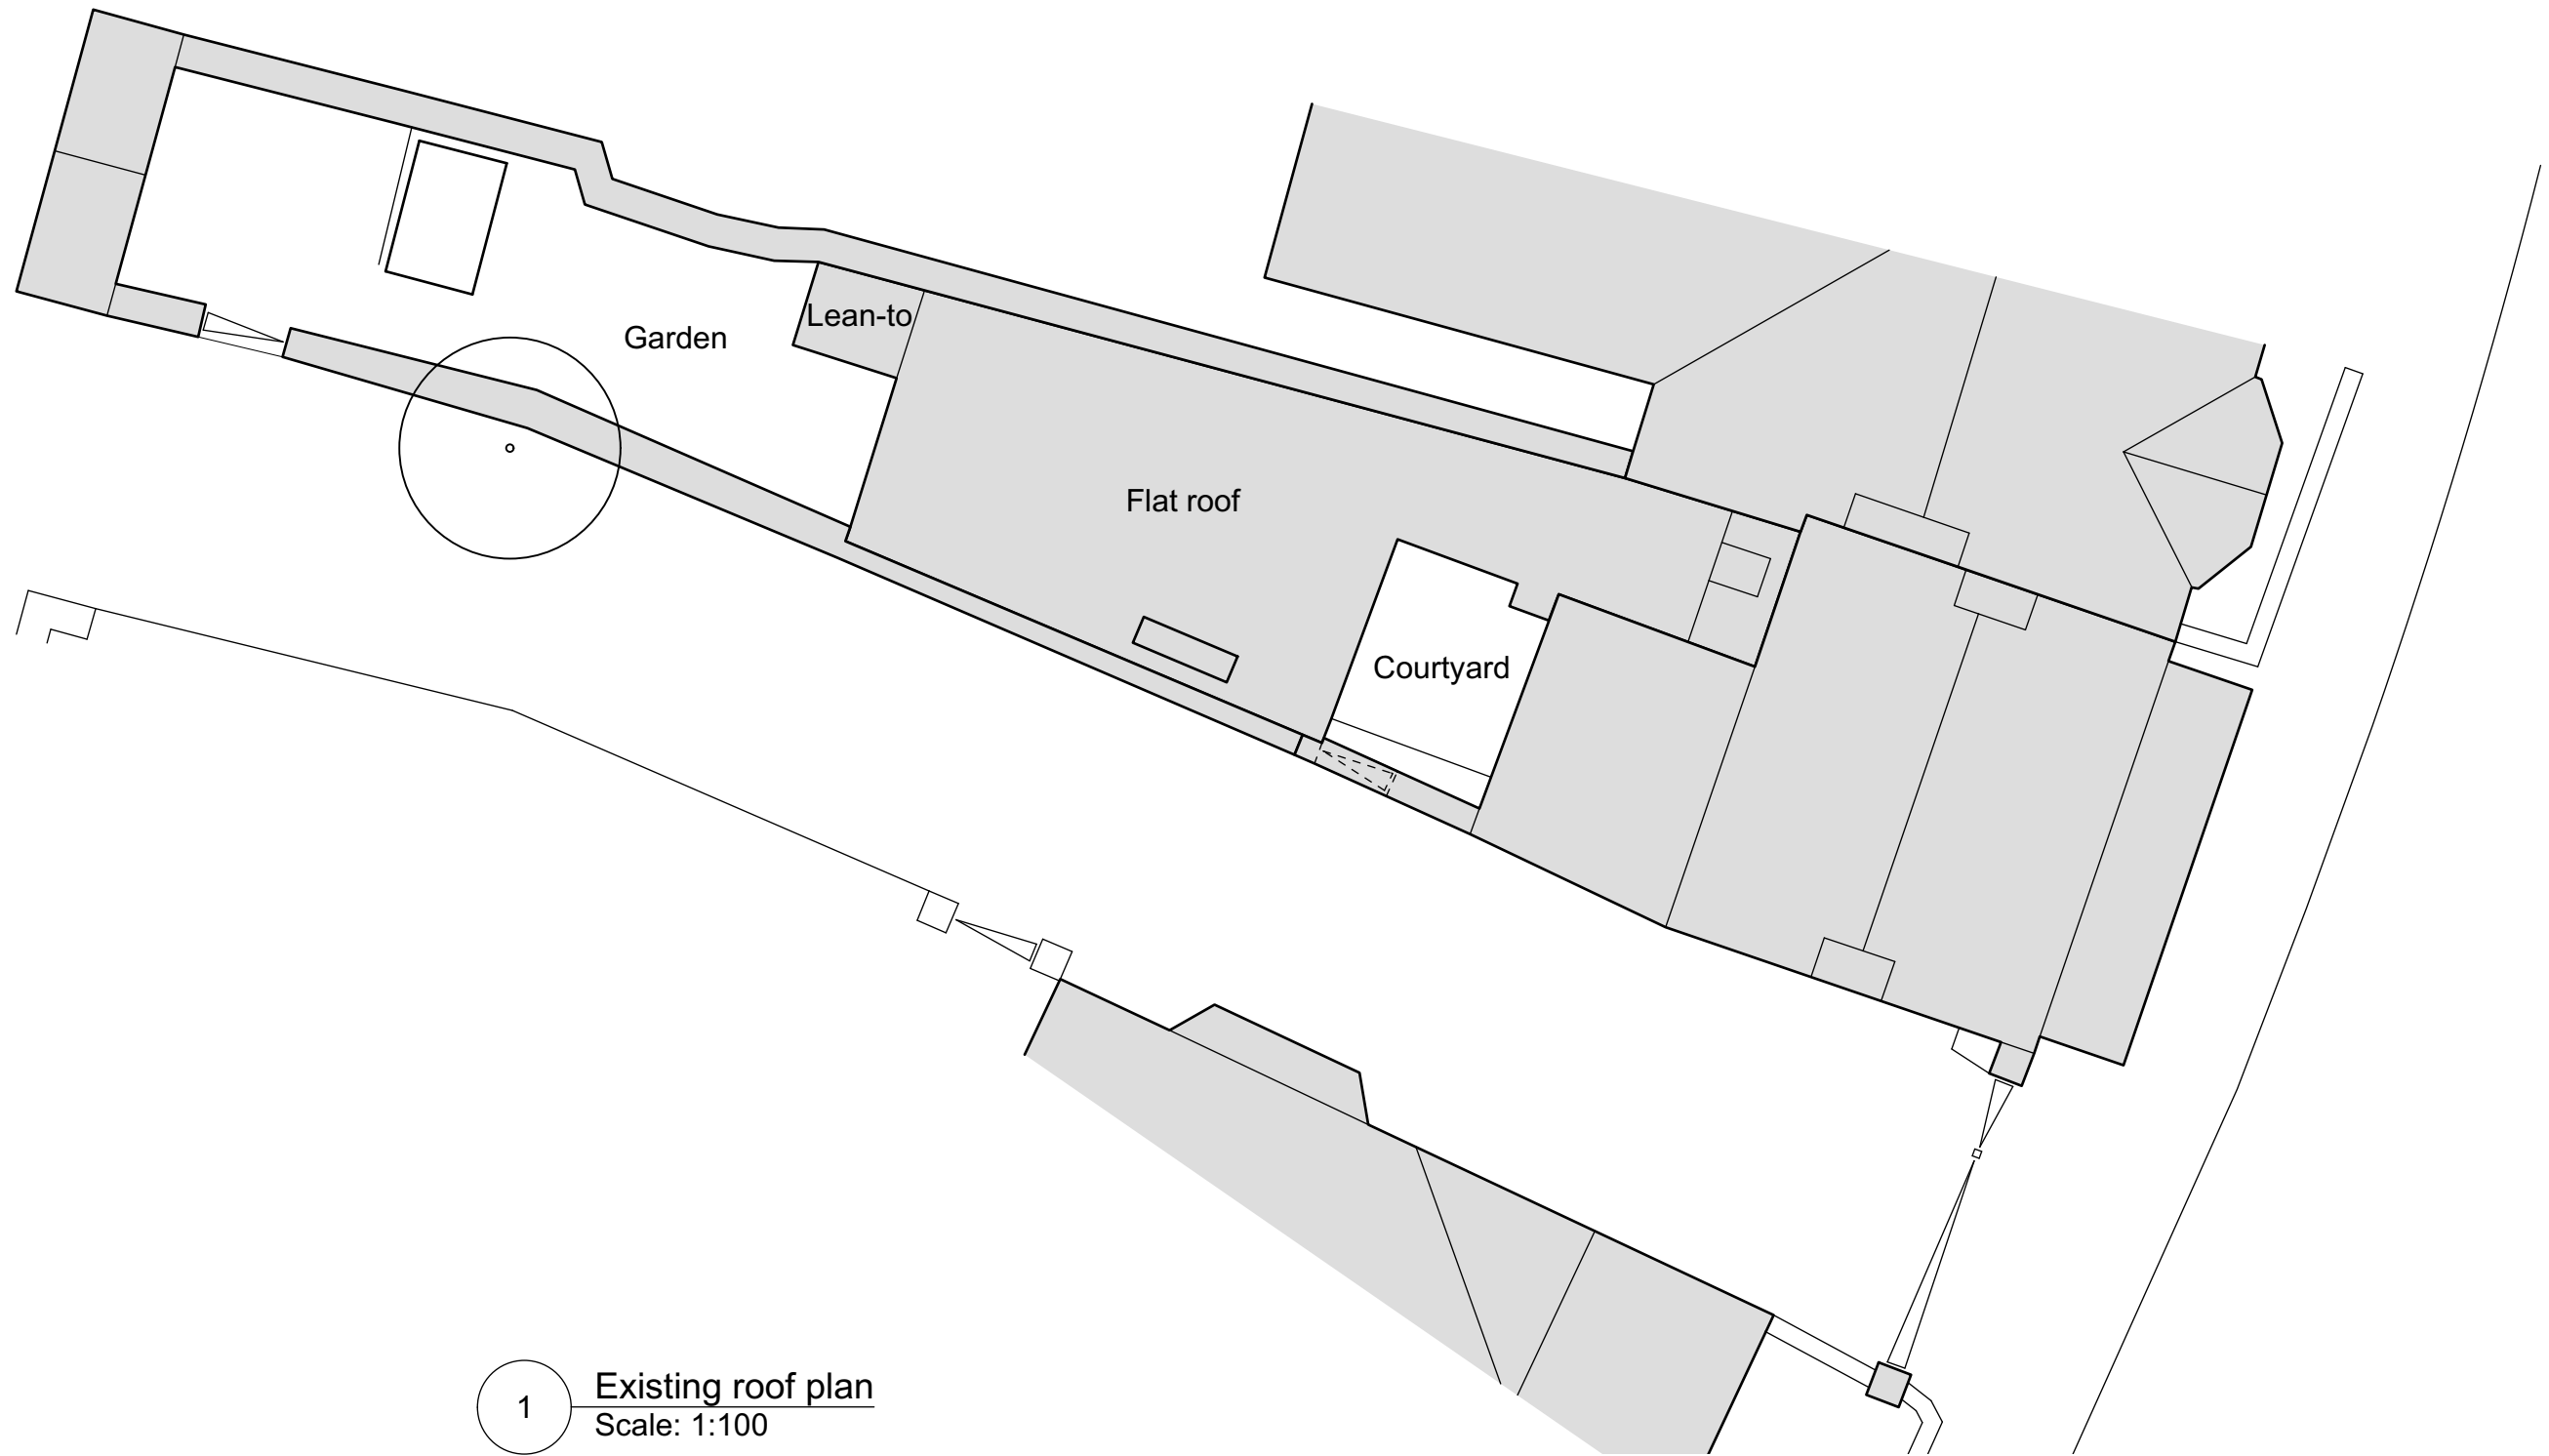 Lean-to
Garden
Flat roof
Courtyard
1
Existing roof plan
Scale: 1:100